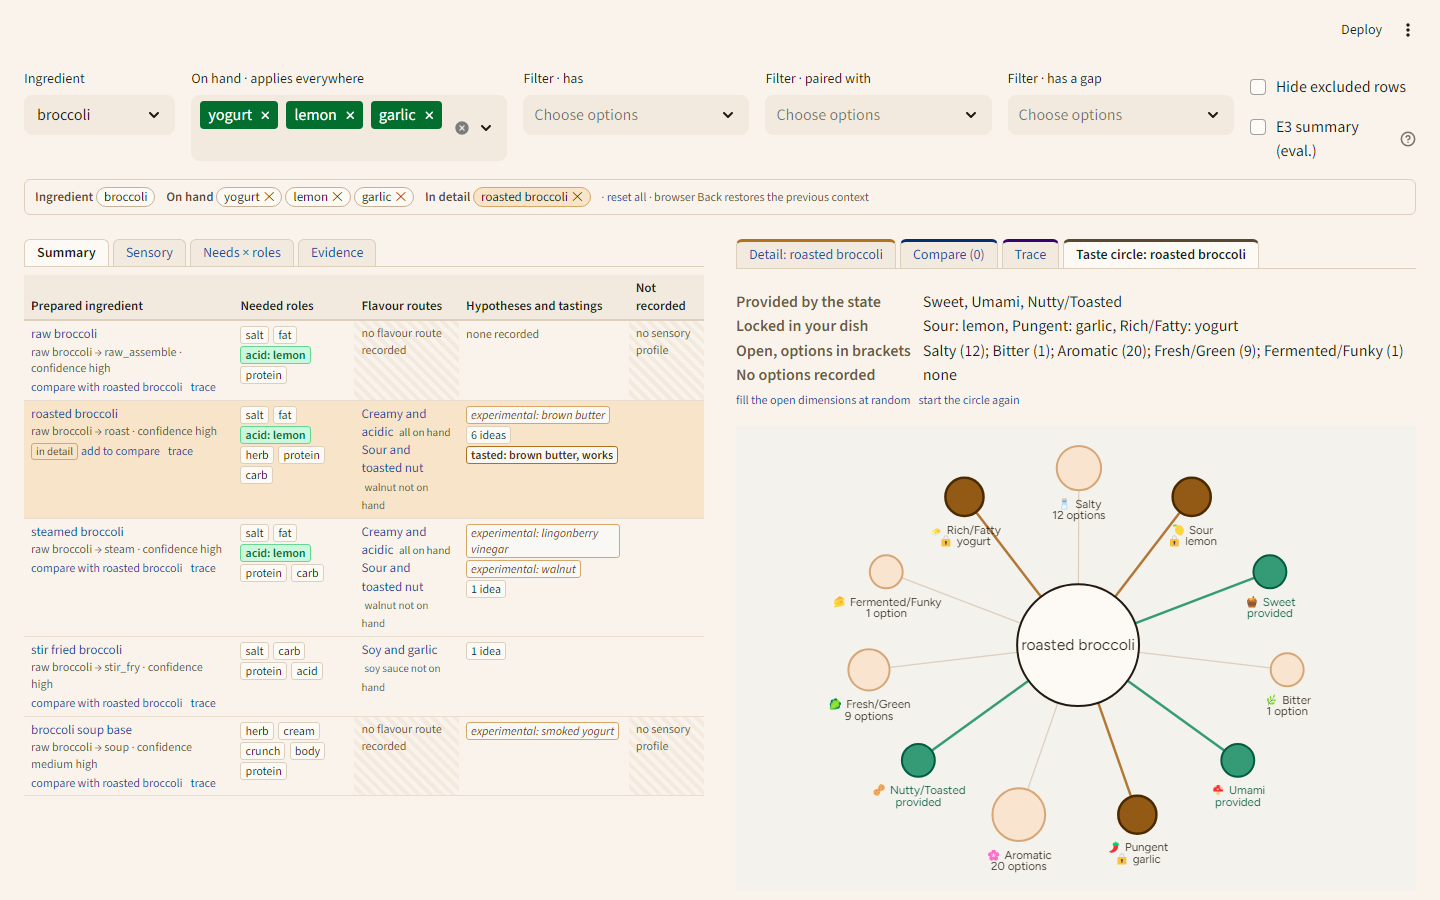 Deploy
Ingredient
On hand · applies everywhere
Filter · has
Filter · paired with
Filter · has a gap
broccoli
yogurt ×
lemon ×
garlic ×
Choose options
Choose options
Choose options
Hide excluded rows
E3 summary
(eval.)
Ingredient broccoli On hand yogurt × lemon × garlic × In detail roasted broccoli × · reset all · browser Back restores the previous context
Summary
Sensory
Needs × roles
Evidence
Prepared ingredient
Needed roles
Flavour routes
Hypotheses and tastings
Not
recorded
raw broccoli
raw broccoli → raw_assemble ·
confidence high
compare with roasted broccoli trace
salt fat
acid: lemon
protein
no flavour route
recorded
none recorded
no sensory
profile
roasted broccoli
raw broccoli → roast · confidence high
in detail add to compare trace
salt fat
acid: lemon
herb protein
carb
Creamy and
acidic all on hand
Sour and
toasted nut
walnut not on
hand
experimental: brown butter
6 ideas
tasted: brown butter, works
steamed broccoli
raw broccoli → steam · confidence high
compare with roasted broccoli trace
salt fat
acid: lemon
protein carb
Creamy and
acidic all on hand
Sour and
toasted nut
walnut not on
hand
experimental: lingonberry
vinegar
experimental: walnut
1 idea
stir fried broccoli
raw broccoli → stir_fry · confidence
high
compare with roasted broccoli trace
salt carb
protein acid
Soy and garlic
soy sauce not on
hand
1 idea
broccoli soup base
raw broccoli → soup · confidence
medium high
compare with roasted broccoli trace
herb cream
crunch body
protein
no flavour route
recorded
experimental: smoked yogurt
no sensory
profile
Detail: roasted broccoli
Compare (0)
Trace
Taste circle: roasted broccoli
Provided by the state Sweet, Umami, Nutty/Toasted
Locked in your dish Sour: lemon, Pungent: garlic, Rich/Fatty: yogurt
Open, options in brackets Salty (12); Bitter (1); Aromatic (20); Fresh/Green (9); Fermented/Funky (1)
No options recorded none
fill the open dimensions at random start the circle again
Salty
12 options
Rich/Fatty
yogurt
Sour
lemon
Fermented/Funky
1 option
Sweet
provided
roasted broccoli
Fresh/Green
9 options
Bitter
1 option
Nutty/Toasted
provided
Umami
provided
Aromatic
20 options
Pungent
garlic